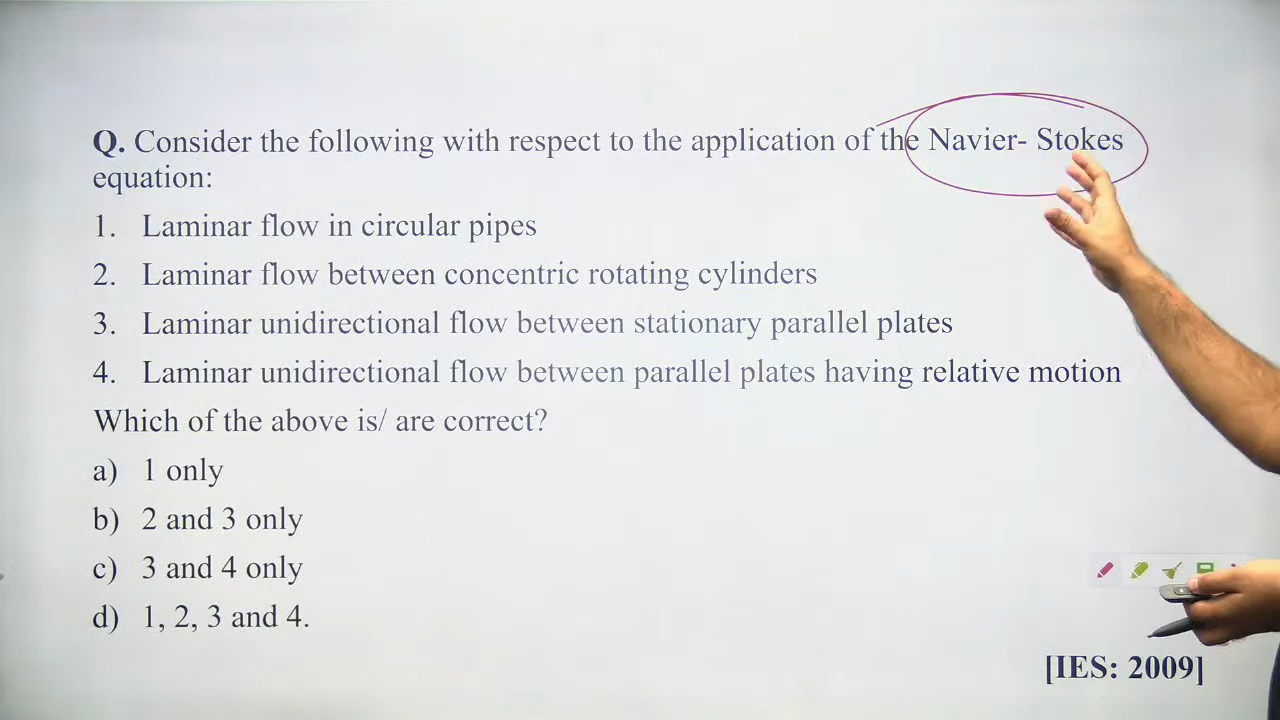 Q. Consider the following with respect to the application of the Navier- Stokes
equation:
1. Laminar flow in circular pipes
2. Laminar flow between concentric rotating cylinders
3. Laminar unidirectional flow between stationary parallel plates
4. Laminar unidirectional flow between parallel plates having relative motion
Which of the above is/ are correct?
a) 1 only
b) 2 and 3 only
c) 3 and 4 only
d) 1, 2, 3 and 4.
[IES: 2009]